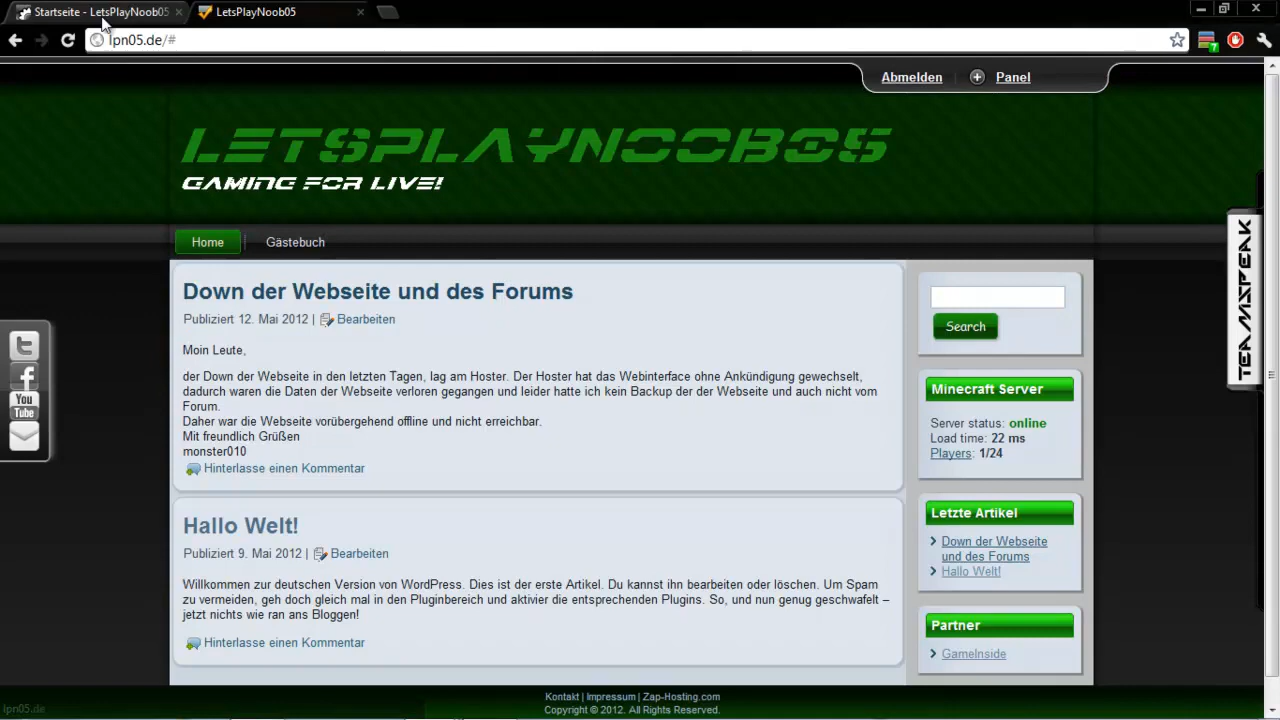 Startseite - LetsPlayNoob05
LetsPlayNoob05
lpn05.de/#
7
Abmelden
Panel
LETSPLAYNOOB05
GAMING FOR LIVE!
Home
Gästebuch
TEAMSPEAK
Down der Webseite und des Forums
Publiziert 12. Mai 2012 | Bearbeiten
Moin Leute,
der Down der Webseite in den letzten Tagen, lag am Hoster. Der Hoster hat das Webinterface ohne Ankündigung gewechselt,
dadurch waren die Daten der Webseite verloren gegangen und leider hatte ich kein Backup der der Webseite und auch nicht vom
Forum.
Daher war die Webseite vorübergehend offline und nicht erreichbar.
Mit freundlich Grüßen
monster010
Hinterlasse einen Kommentar
Hallo Welt!
Publiziert 9. Mai 2012 | Bearbeiten
Willkommen zur deutschen Version von WordPress. Dies ist der erste Artikel. Du kannst ihn bearbeiten oder löschen. Um Spam
zu vermeiden, geh doch gleich mal in den Pluginbereich und aktivier die entsprechenden Plugins. So, und nun genug geschwafelt –
jetzt nichts wie ran ans Bloggen!
Hinterlasse einen Kommentar
Search
Minecraft Server
Server status: online
Load time: 22 ms
Players: 1/24
Letzte Artikel
Down der Webseite
und des Forums
Hallo Welt!
Partner
GameInside
You
Tube
Kontakt | Impressum | Zap-Hosting.com
Copyright © 2012. All Rights Reserved.
lpn05.de